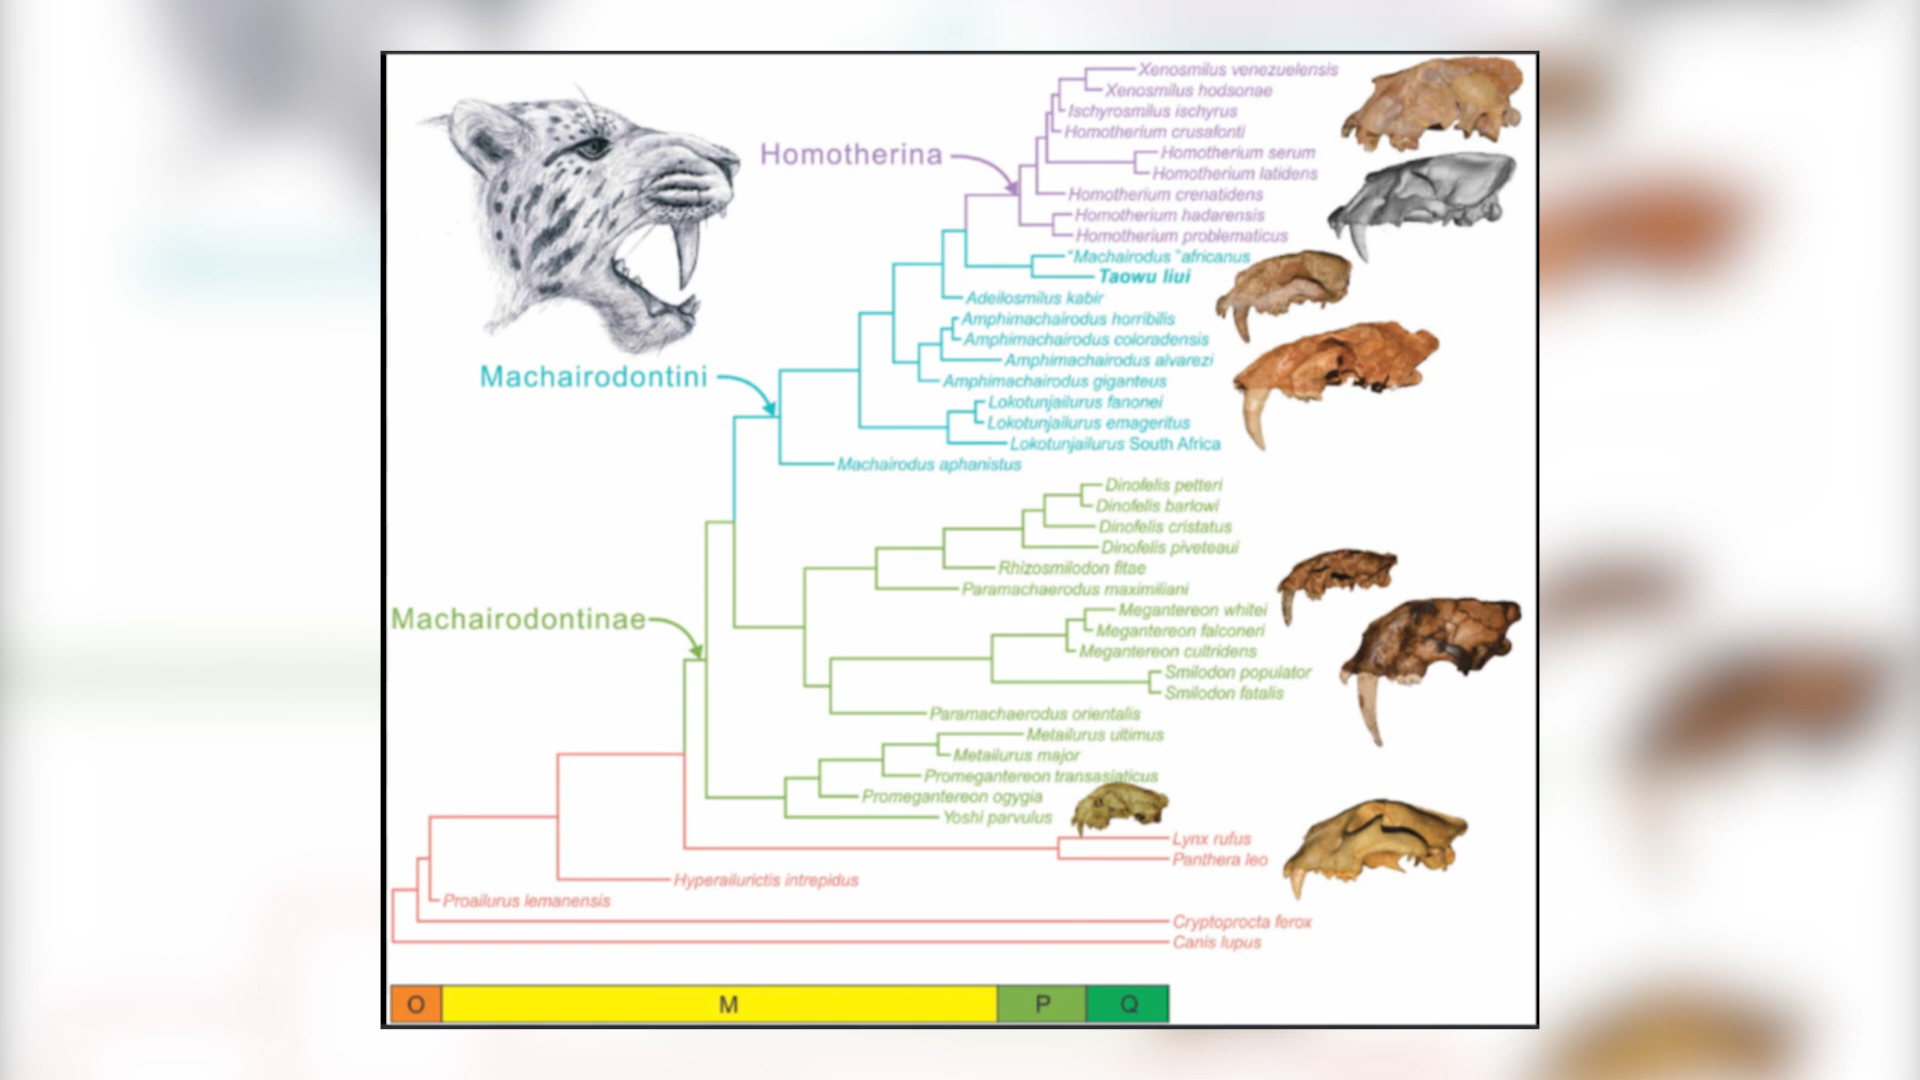 Xenosmilus venezuelensis
Xenosmilus hodsonae
Ischyrosmilus ischyrus
Homotherium crusafonti
Homotherina
Homotherium serum
Homotherium latidens
Homotherium crenatidens
Homotherium hadarensis
Homotherium problematicus
"Machairodus "africanus
Taowu liui
Adeilosmilus kabir
Amphimachairodus horribilis
Amphimachairodus coloradensis
Amphimachairodus alvarezi
Machairodontini
Amphimachairodus giganteus
Lokotunjailurus fanonei
Lokotunjailurus emageritus
Lokotunjailurus South Africa
Machairodus aphanistus
Dinofelis petteri
Dinofelis barlowi
Dinofelis cristatus
Dinofelis piveteaui
Rhizosmilodon fitae
Paramachaerodus maximiliani
Megantereon whitei
Machairodontinae
Megantereon falconeri
Megantereon cultridens
Smilodon populator
Smilodon fatalis
Paramachaerodus orientalis
Metailurus ultimus
Metailurus major
Promegantereon transasiaticus
Promegantereon ogygia
Yoshi parvulus
Lynx rufus
Panthera leo
Hyperailurictis intrepidus
Proailurus lemanensis
Cryptoprocta ferox
Canis lupus
O M P Q